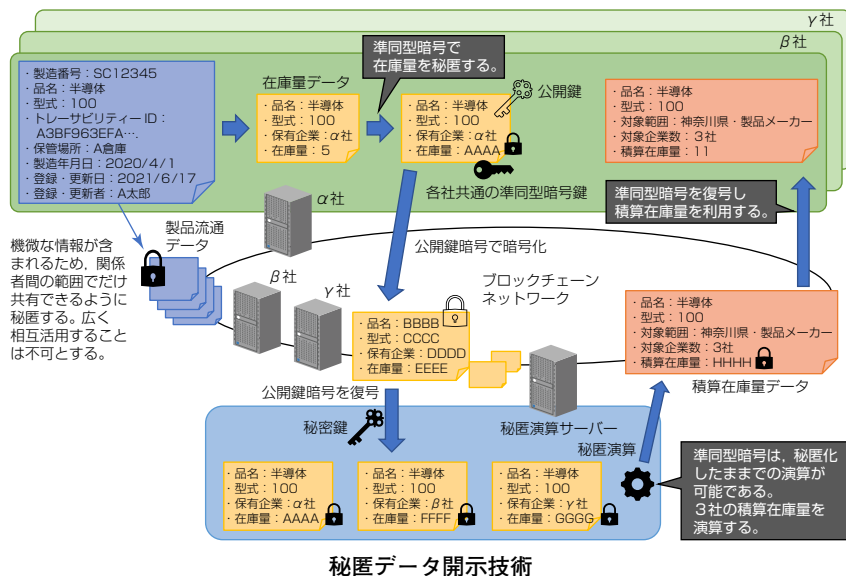 γ社
β社
・製造番号：SC12345
・品名：半導体
・型式：100
・トレーサビリティーID：
A3BF963EFA…．
・保管場所：A倉庫
・製造年月日：2020/4/1
・登録・更新日：2021/6/17
・登録・更新者：A太郎
在庫量データ
・品名：半導体
・型式：100
・保有企業：α社
・在庫量：5
準同型暗号で
在庫量を秘匿する。
・品名：半導体
・型式：100
・保有企業：α社
・在庫量：AAAA
公開鍵
各社共通の準同型暗号鍵
・品名：半導体
・型式：100
・対象範囲：神奈川県・製品メーカー
・対象企業数：3社
・積算在庫量：11
準同型暗号を復号し
積算在庫量を利用する。
α社
製品流通
データ
機微な情報が含
まれるため，関係
者間の範囲でだけ
共有できるように
秘匿する。広く
相互活用すること
は不可とする。
β社
γ社
公開鍵暗号で暗号化
ブロックチェーン
ネットワーク
・品名：BBBB
・型式：CCCC
・保有企業：DDDD
・在庫量：EEEE
・品名：半導体
・型式：100
・対象範囲：神奈川県・製品メーカー
・対象企業数：3社
・積算在庫量：HHHH
積算在庫量データ
公開鍵暗号を復号
秘密鍵
秘匿演算サーバー
秘匿演算
・品名：半導体
・型式：100
・保有企業：α社
・在庫量：AAAA
・品名：半導体
・型式：100
・保有企業：β社
・在庫量：FFFF
・品名：半導体
・型式：100
・保有企業：γ社
・在庫量：GGGG
準同型暗号は，秘匿化
したままでの演算が
可能である。
３社の積算在庫量を
演算する。
秘匿データ開示技術